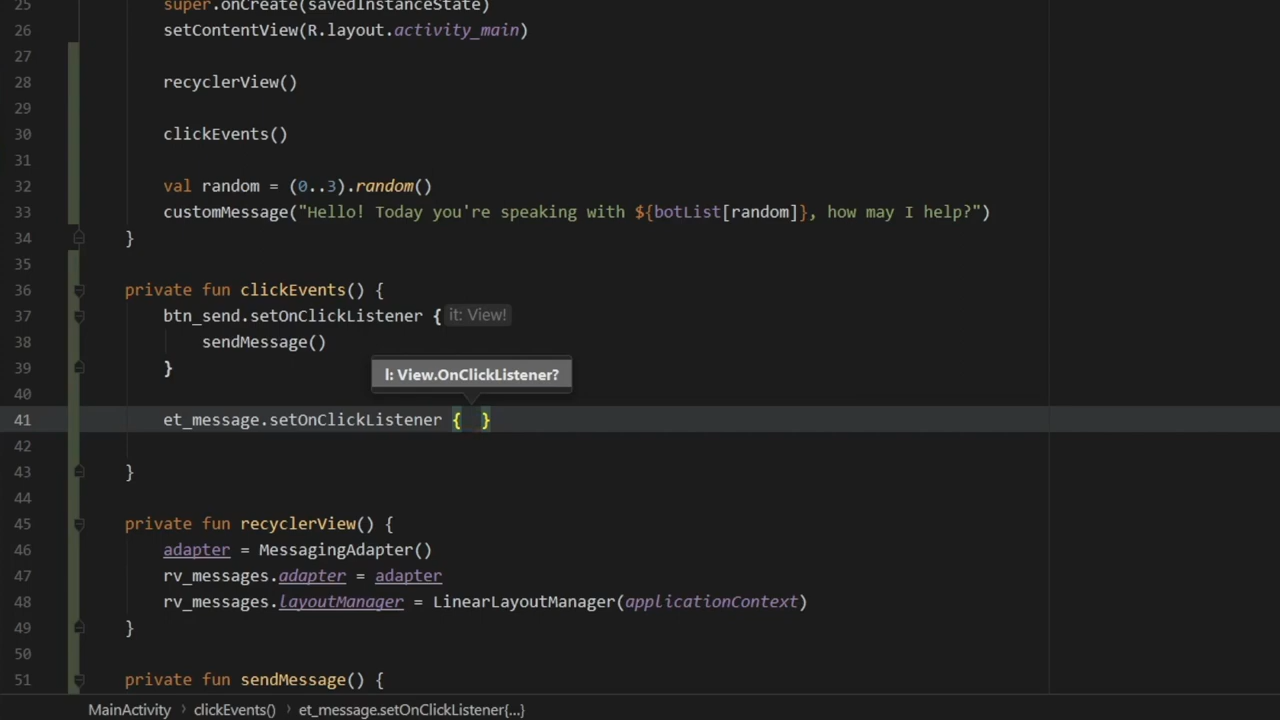 25 super.onCreate(savedInstanceState)
26 setContentView(R.layout.activity_main)
27
28 recyclerView()
29
30 clickEvents()
31
32 val random = (0..3).random()
33 customMessage("Hello! Today you're speaking with ${botList[random]}, how may I help?")
34 }
35
36 private fun clickEvents() {
37 btn_send.setOnClickListener { it: View!
38 sendMessage()
39 }
l: View.OnClickListener?
40
41 et_message.setOnClickListener { }
42
43 }
44
45 private fun recyclerView() {
46 adapter = MessagingAdapter()
47 rv_messages.adapter = adapter
48 rv_messages.layoutManager = LinearLayoutManager(applicationContext)
49 }
50
51 private fun sendMessage() {
MainActivity › clickEvents() › et_message.setOnClickListener{...}